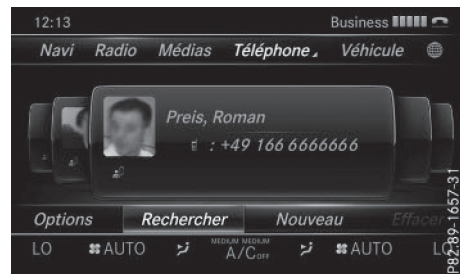 12:13 Business
Navi Radio Médias Téléphone Véhicule
Preis, Roman
: +49 166 6666666
Options Rechercher Nouveau Effacer
LO AUTO MEDIUM MEDIUM A/C OFF AUTO LO
P82.89-1657-31